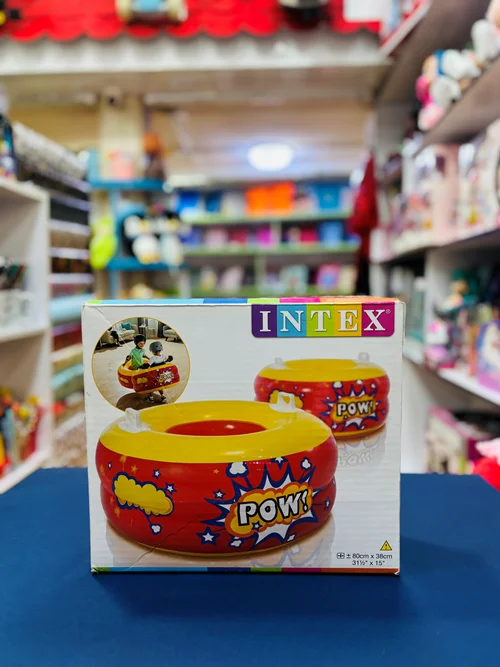 INTEX®
POW!
POW!
± 80cm x 38cm
31½" x 15"